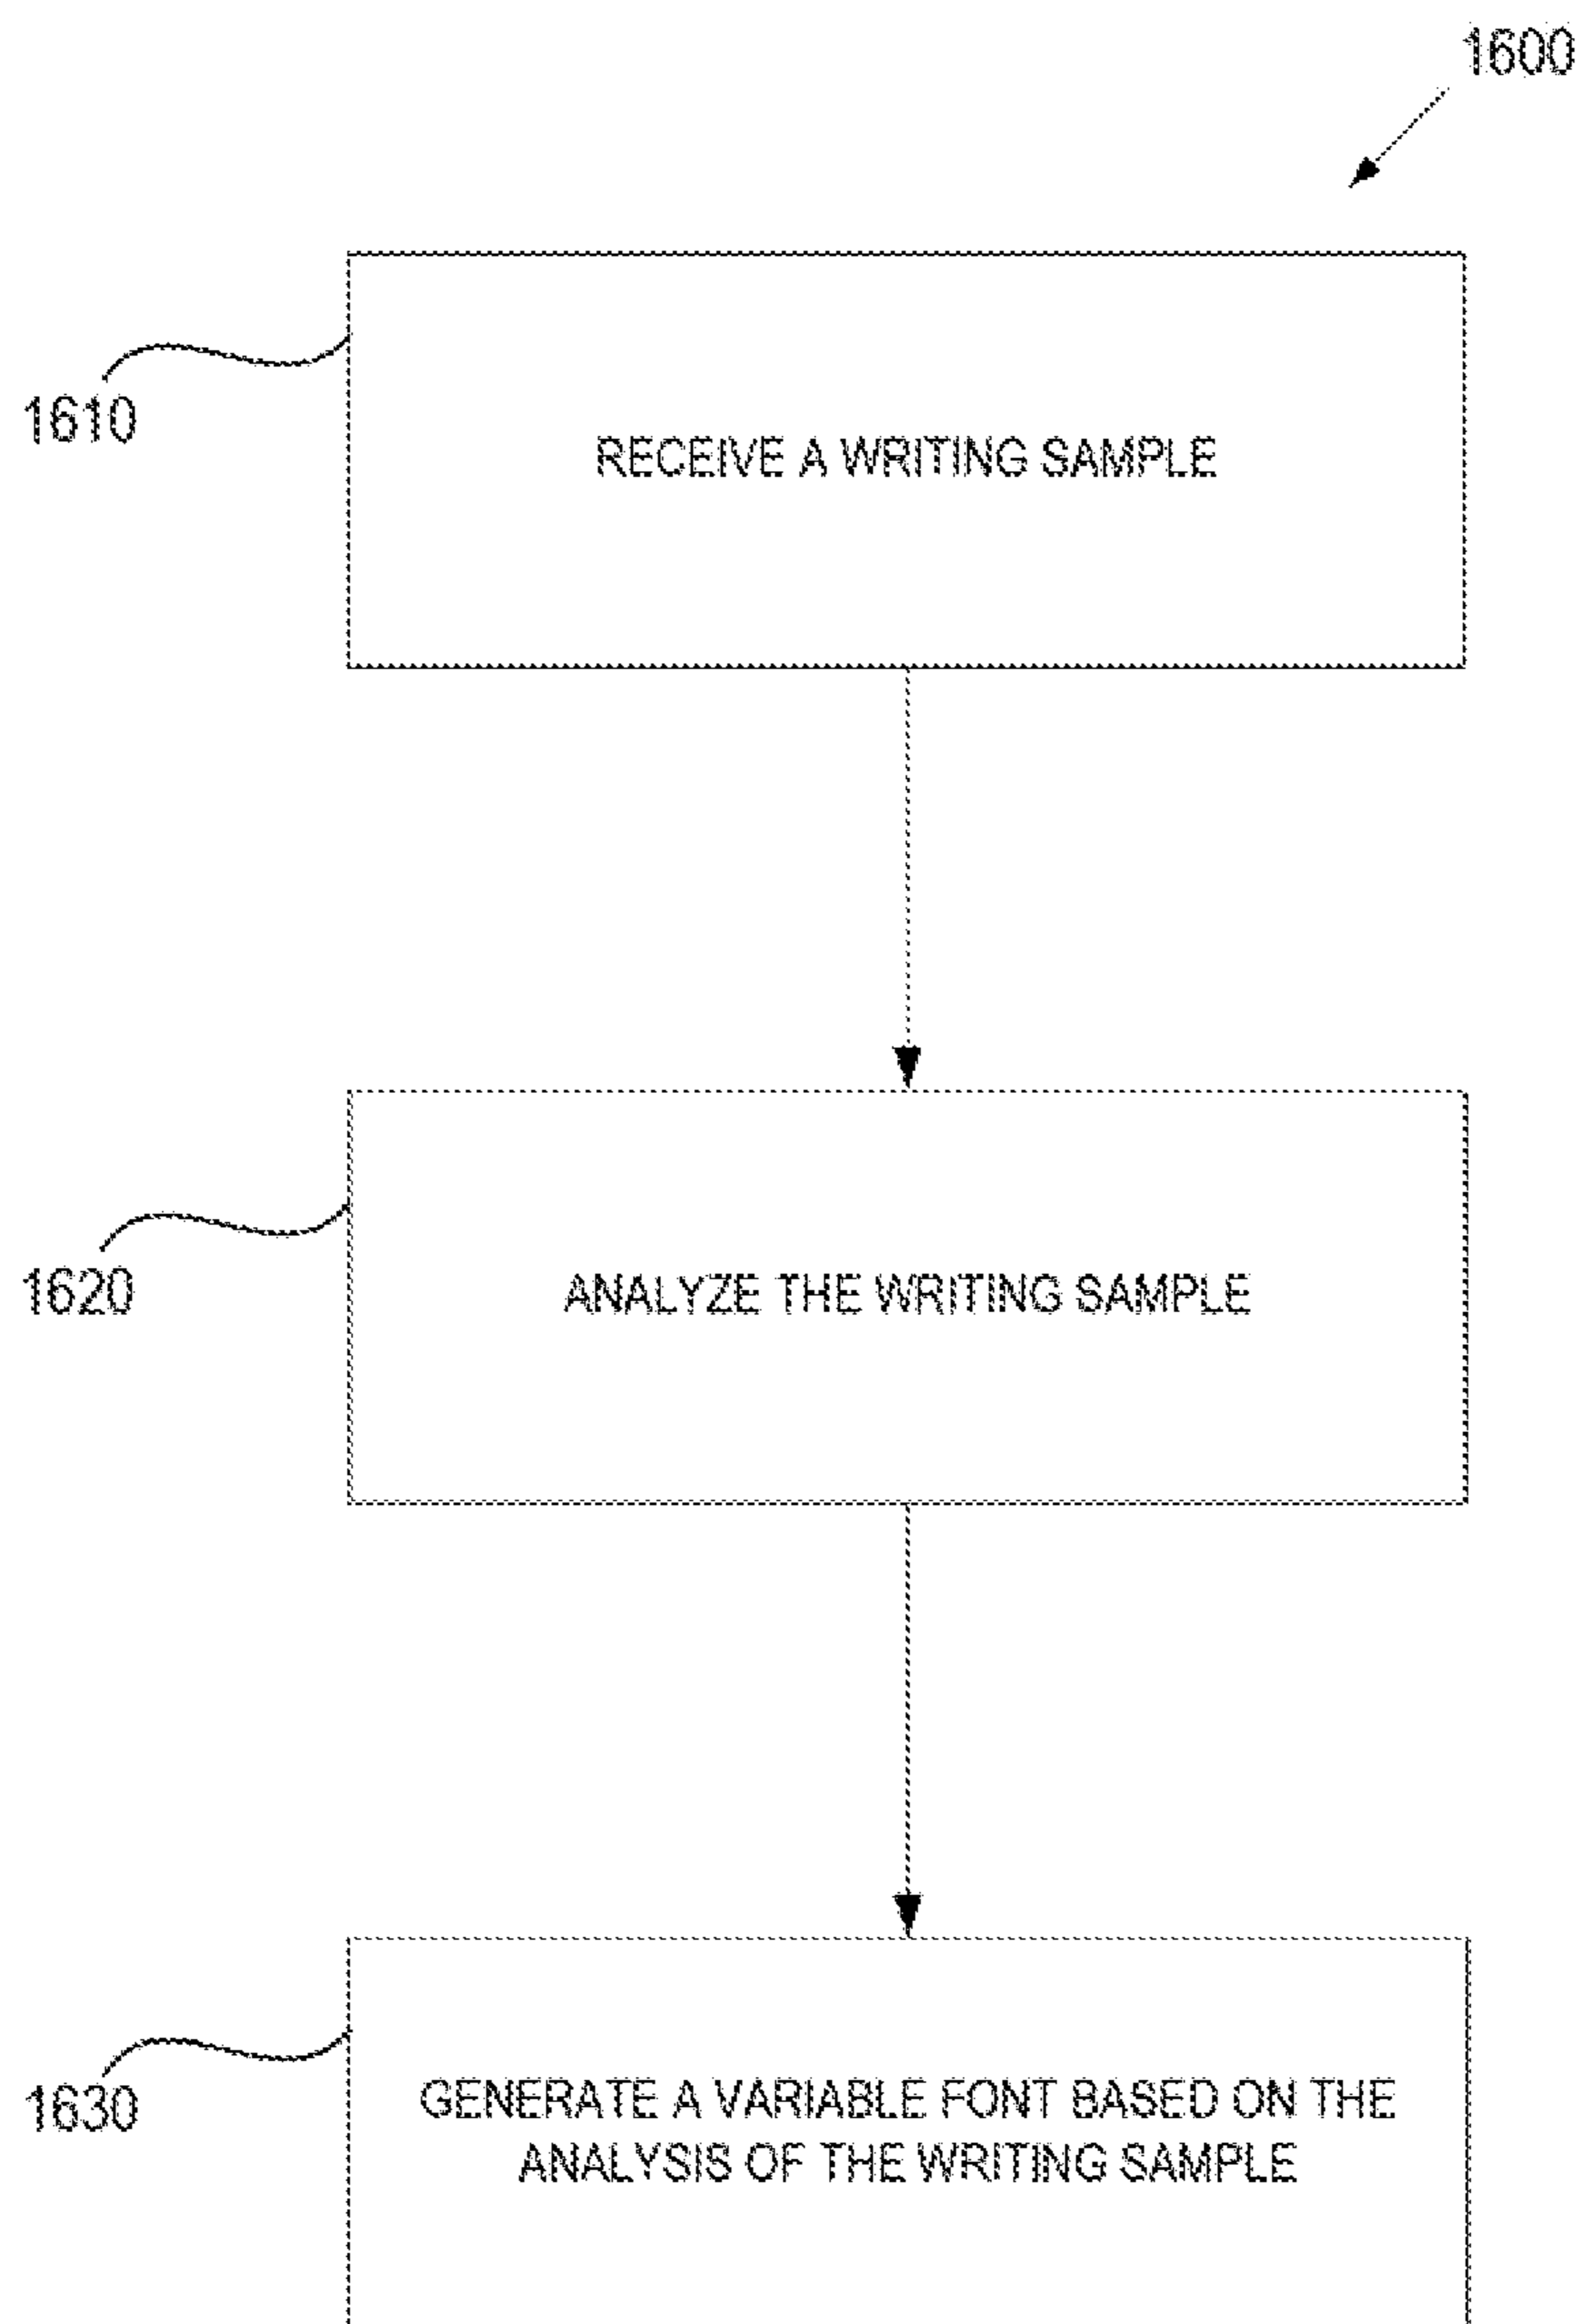 1600
1610
RECEIVE A WRITING SAMPLE
1620
ANALYZE THE WRITING SAMPLE
1630
GENERATE A VARIABLE FONT BASED ON THE
ANALYSIS OF THE WRITING SAMPLE